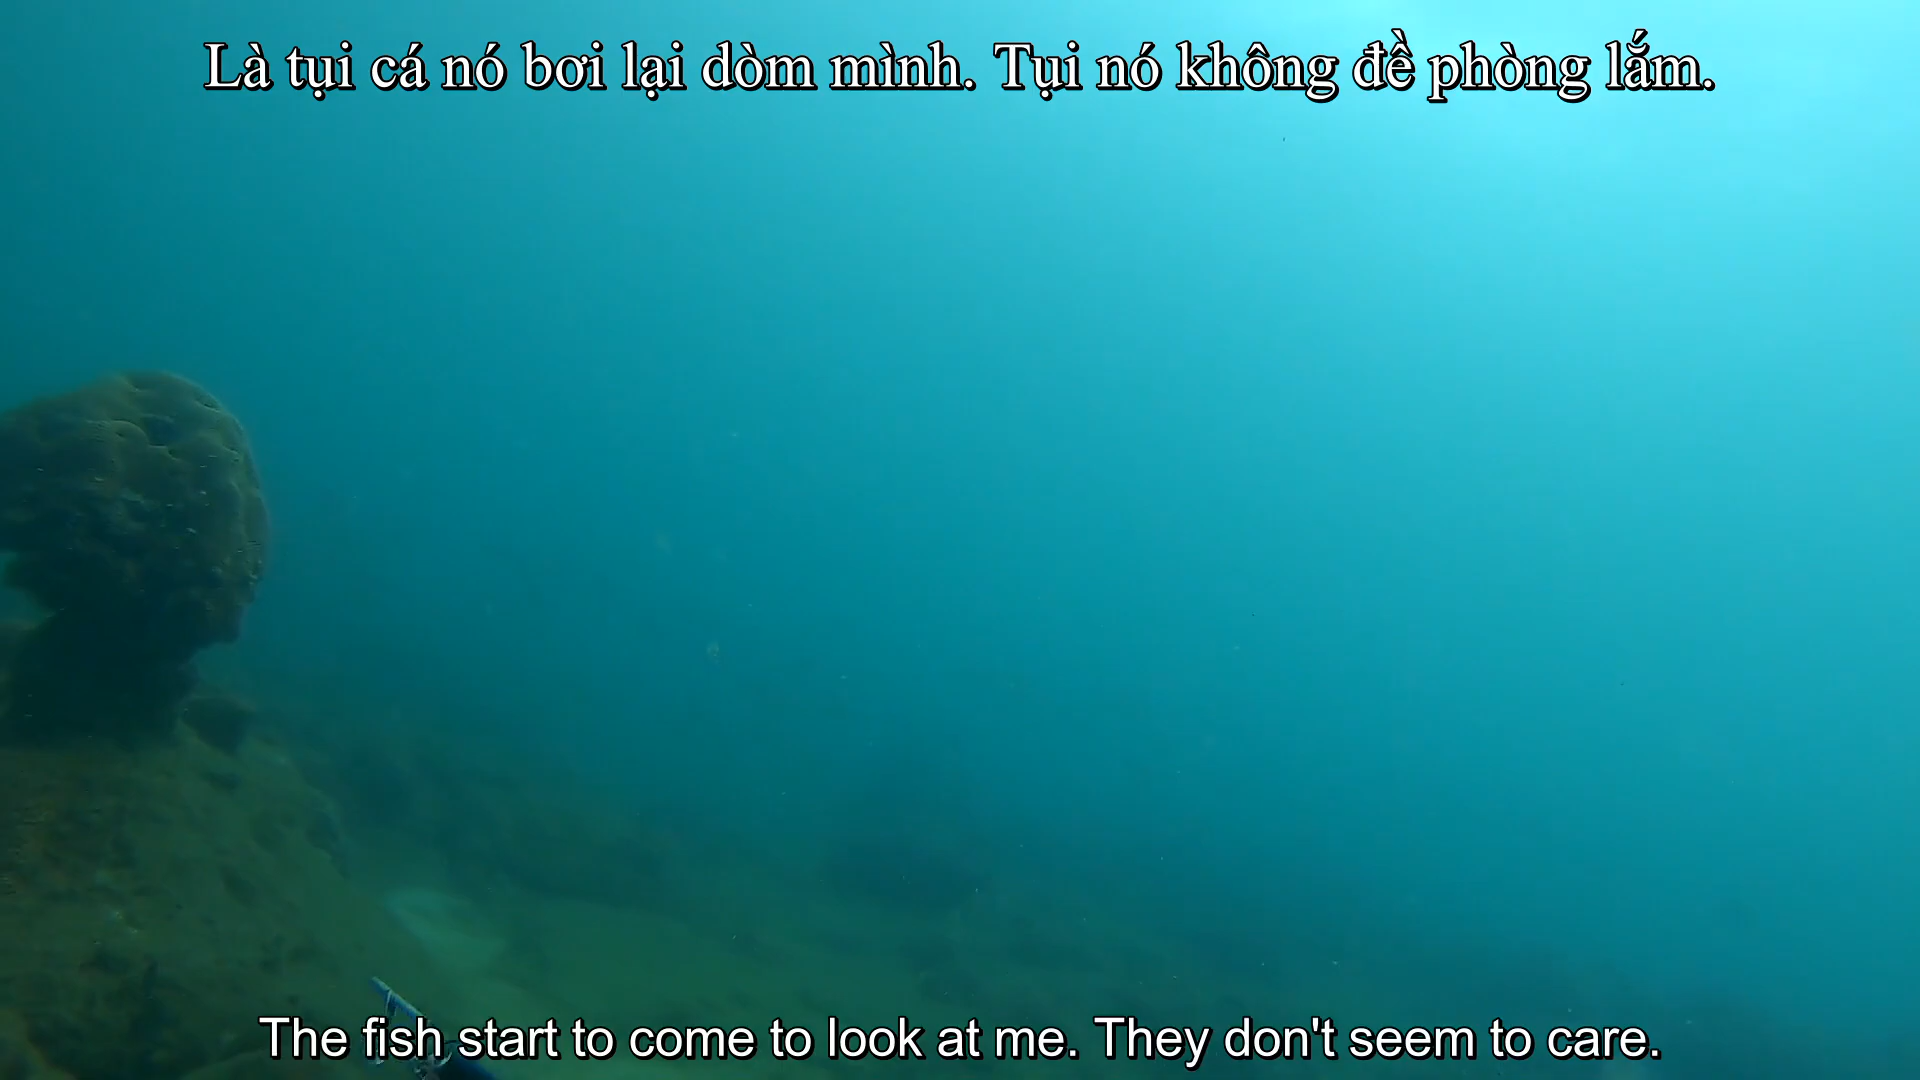 Là tụi cá nó bơi lại dòm mình. Tụi nó không đề phòng lắm.
The fish start to come to look at me. They don't seem to care.